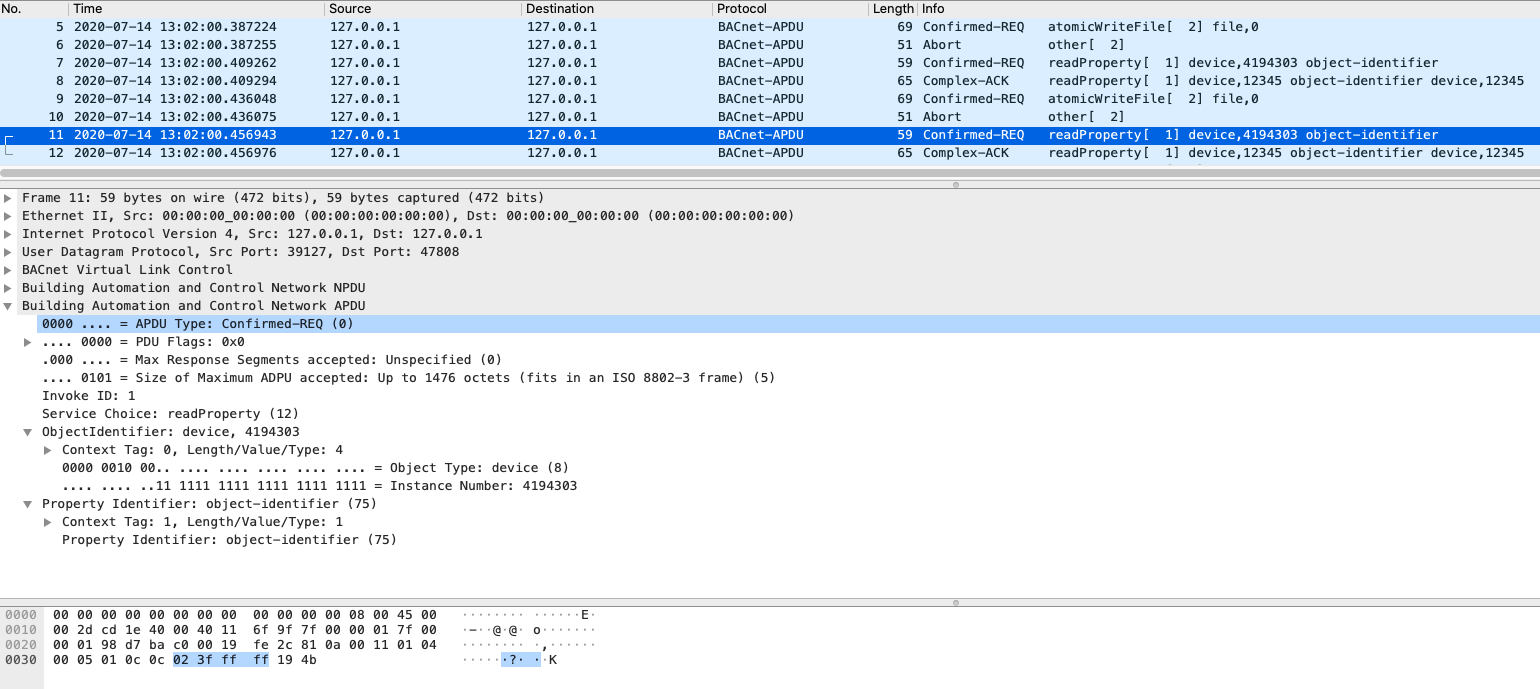 No. Time Source Destination Protocol Length Info
5 2020-07-14 13:02:00.387224 127.0.0.1 127.0.0.1 BACnet-APDU 69 Confirmed-REQ atomicWriteFile[ 2] file,0
6 2020-07-14 13:02:00.387255 127.0.0.1 127.0.0.1 BACnet-APDU 51 Abort other[ 2]
7 2020-07-14 13:02:00.409262 127.0.0.1 127.0.0.1 BACnet-APDU 59 Confirmed-REQ readProperty[ 1] device,4194303 object-identifier
8 2020-07-14 13:02:00.409294 127.0.0.1 127.0.0.1 BACnet-APDU 65 Complex-ACK readProperty[ 1] device,12345 object-identifier device,12345
9 2020-07-14 13:02:00.436048 127.0.0.1 127.0.0.1 BACnet-APDU 69 Confirmed-REQ atomicWriteFile[ 2] file,0
10 2020-07-14 13:02:00.436075 127.0.0.1 127.0.0.1 BACnet-APDU 51 Abort other[ 2]
11 2020-07-14 13:02:00.456943 127.0.0.1 127.0.0.1 BACnet-APDU 59 Confirmed-REQ readProperty[ 1] device,4194303 object-identifier
12 2020-07-14 13:02:00.456976 127.0.0.1 127.0.0.1 BACnet-APDU 65 Complex-ACK readProperty[ 1] device,12345 object-identifier device,12345
Frame 11: 59 bytes on wire (472 bits), 59 bytes captured (472 bits)
Ethernet II, Src: 00:00:00_00:00:00 (00:00:00:00:00:00), Dst: 00:00:00_00:00:00 (00:00:00:00:00:00)
Internet Protocol Version 4, Src: 127.0.0.1, Dst: 127.0.0.1
User Datagram Protocol, Src Port: 39127, Dst Port: 47808
BACnet Virtual Link Control
Building Automation and Control Network NPDU
Building Automation and Control Network APDU
0000 .... = APDU Type: Confirmed-REQ (0)
.... 0000 = PDU Flags: 0x0
.000 .... = Max Response Segments accepted: Unspecified (0)
.... 0101 = Size of Maximum ADPU accepted: Up to 1476 octets (fits in an ISO 8802-3 frame) (5)
Invoke ID: 1
Service Choice: readProperty (12)
ObjectIdentifier: device, 4194303
Context Tag: 0, Length/Value/Type: 4
0000 0010 00.. .... .... .... .... .... = Object Type: device (8)
.... .... ..11 1111 1111 1111 1111 1111 = Instance Number: 4194303
Property Identifier: object-identifier (75)
Context Tag: 1, Length/Value/Type: 1
Property Identifier: object-identifier (75)
0000 00 00 00 00 00 00 00 00 00 00 00 00 08 00 45 00 ········ ······E·
0010 00 2d cd 1e 40 00 40 11 6f 9f 7f 00 00 01 7f 00 ·-··@·@· o·······
0020 00 01 98 d7 ba c0 00 19 fe 2c 81 0a 00 11 01 04 ········ ·,······
0030 00 05 01 0c 0c 02 3f ff ff 19 4b ······?· ··K